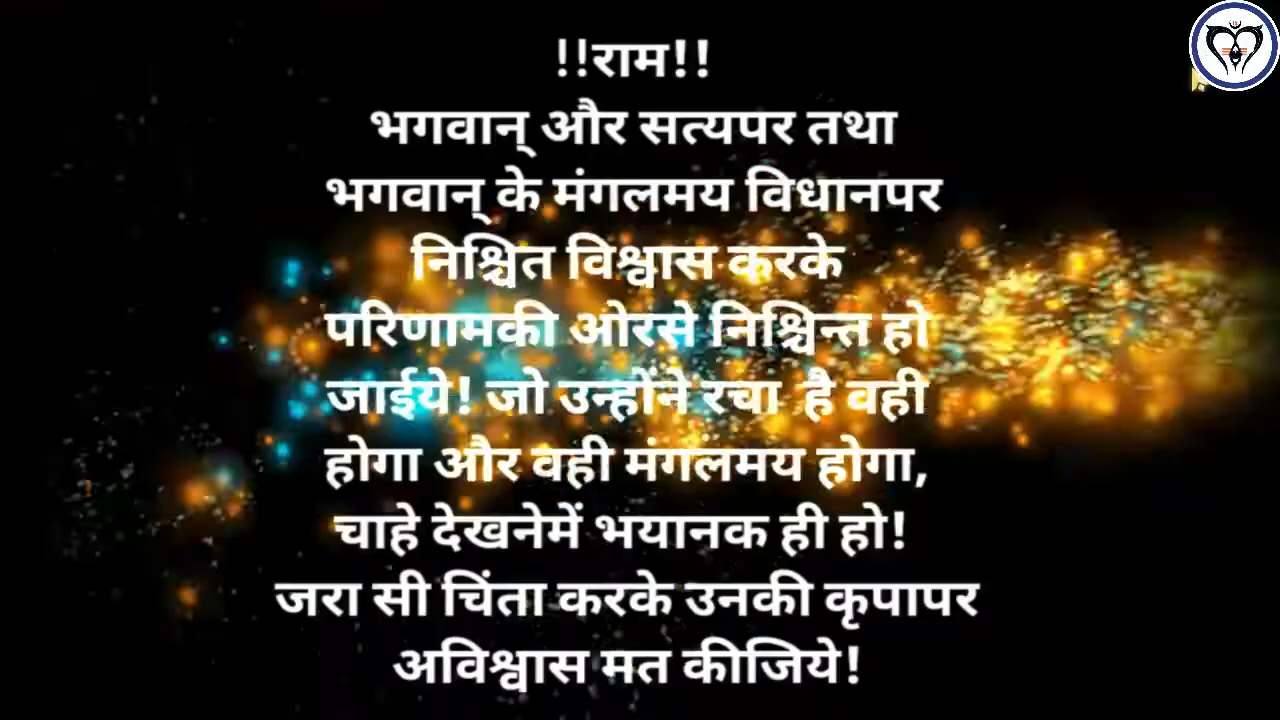 !!राम!!
भगवान् और सत्यपर तथा
भगवान् के मंगलमय विधानपर
निश्चित विश्वास करके
परिणामकी ओरसे निश्चिन्त हो
जाईये! जो उन्होंने रचा  है वही
होगा और वही मंगलमय होगा,
चाहे देखनेमें भयानक ही हो!
जरा सी चिंता करके उनकी कृपापर
अविश्वास मत कीजिये!